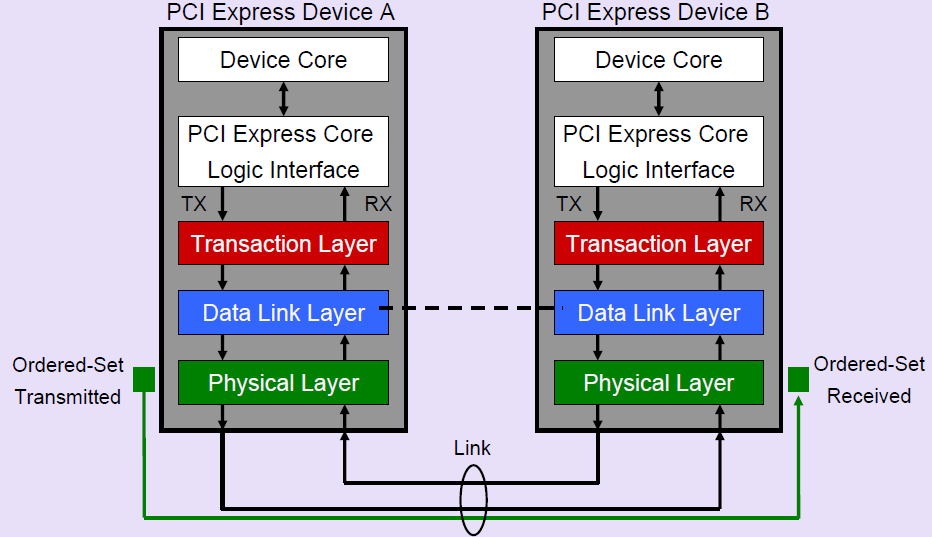 PCI Express Device A
PCI Express Device B
Device Core
Device Core
PCI Express Core
Logic Interface
PCI Express Core
Logic Interface
TX
RX
TX
RX
Transaction Layer
Transaction Layer
Data Link Layer
Data Link Layer
Ordered-Set
Transmitted
Physical Layer
Physical Layer
Ordered-Set
Received
Link